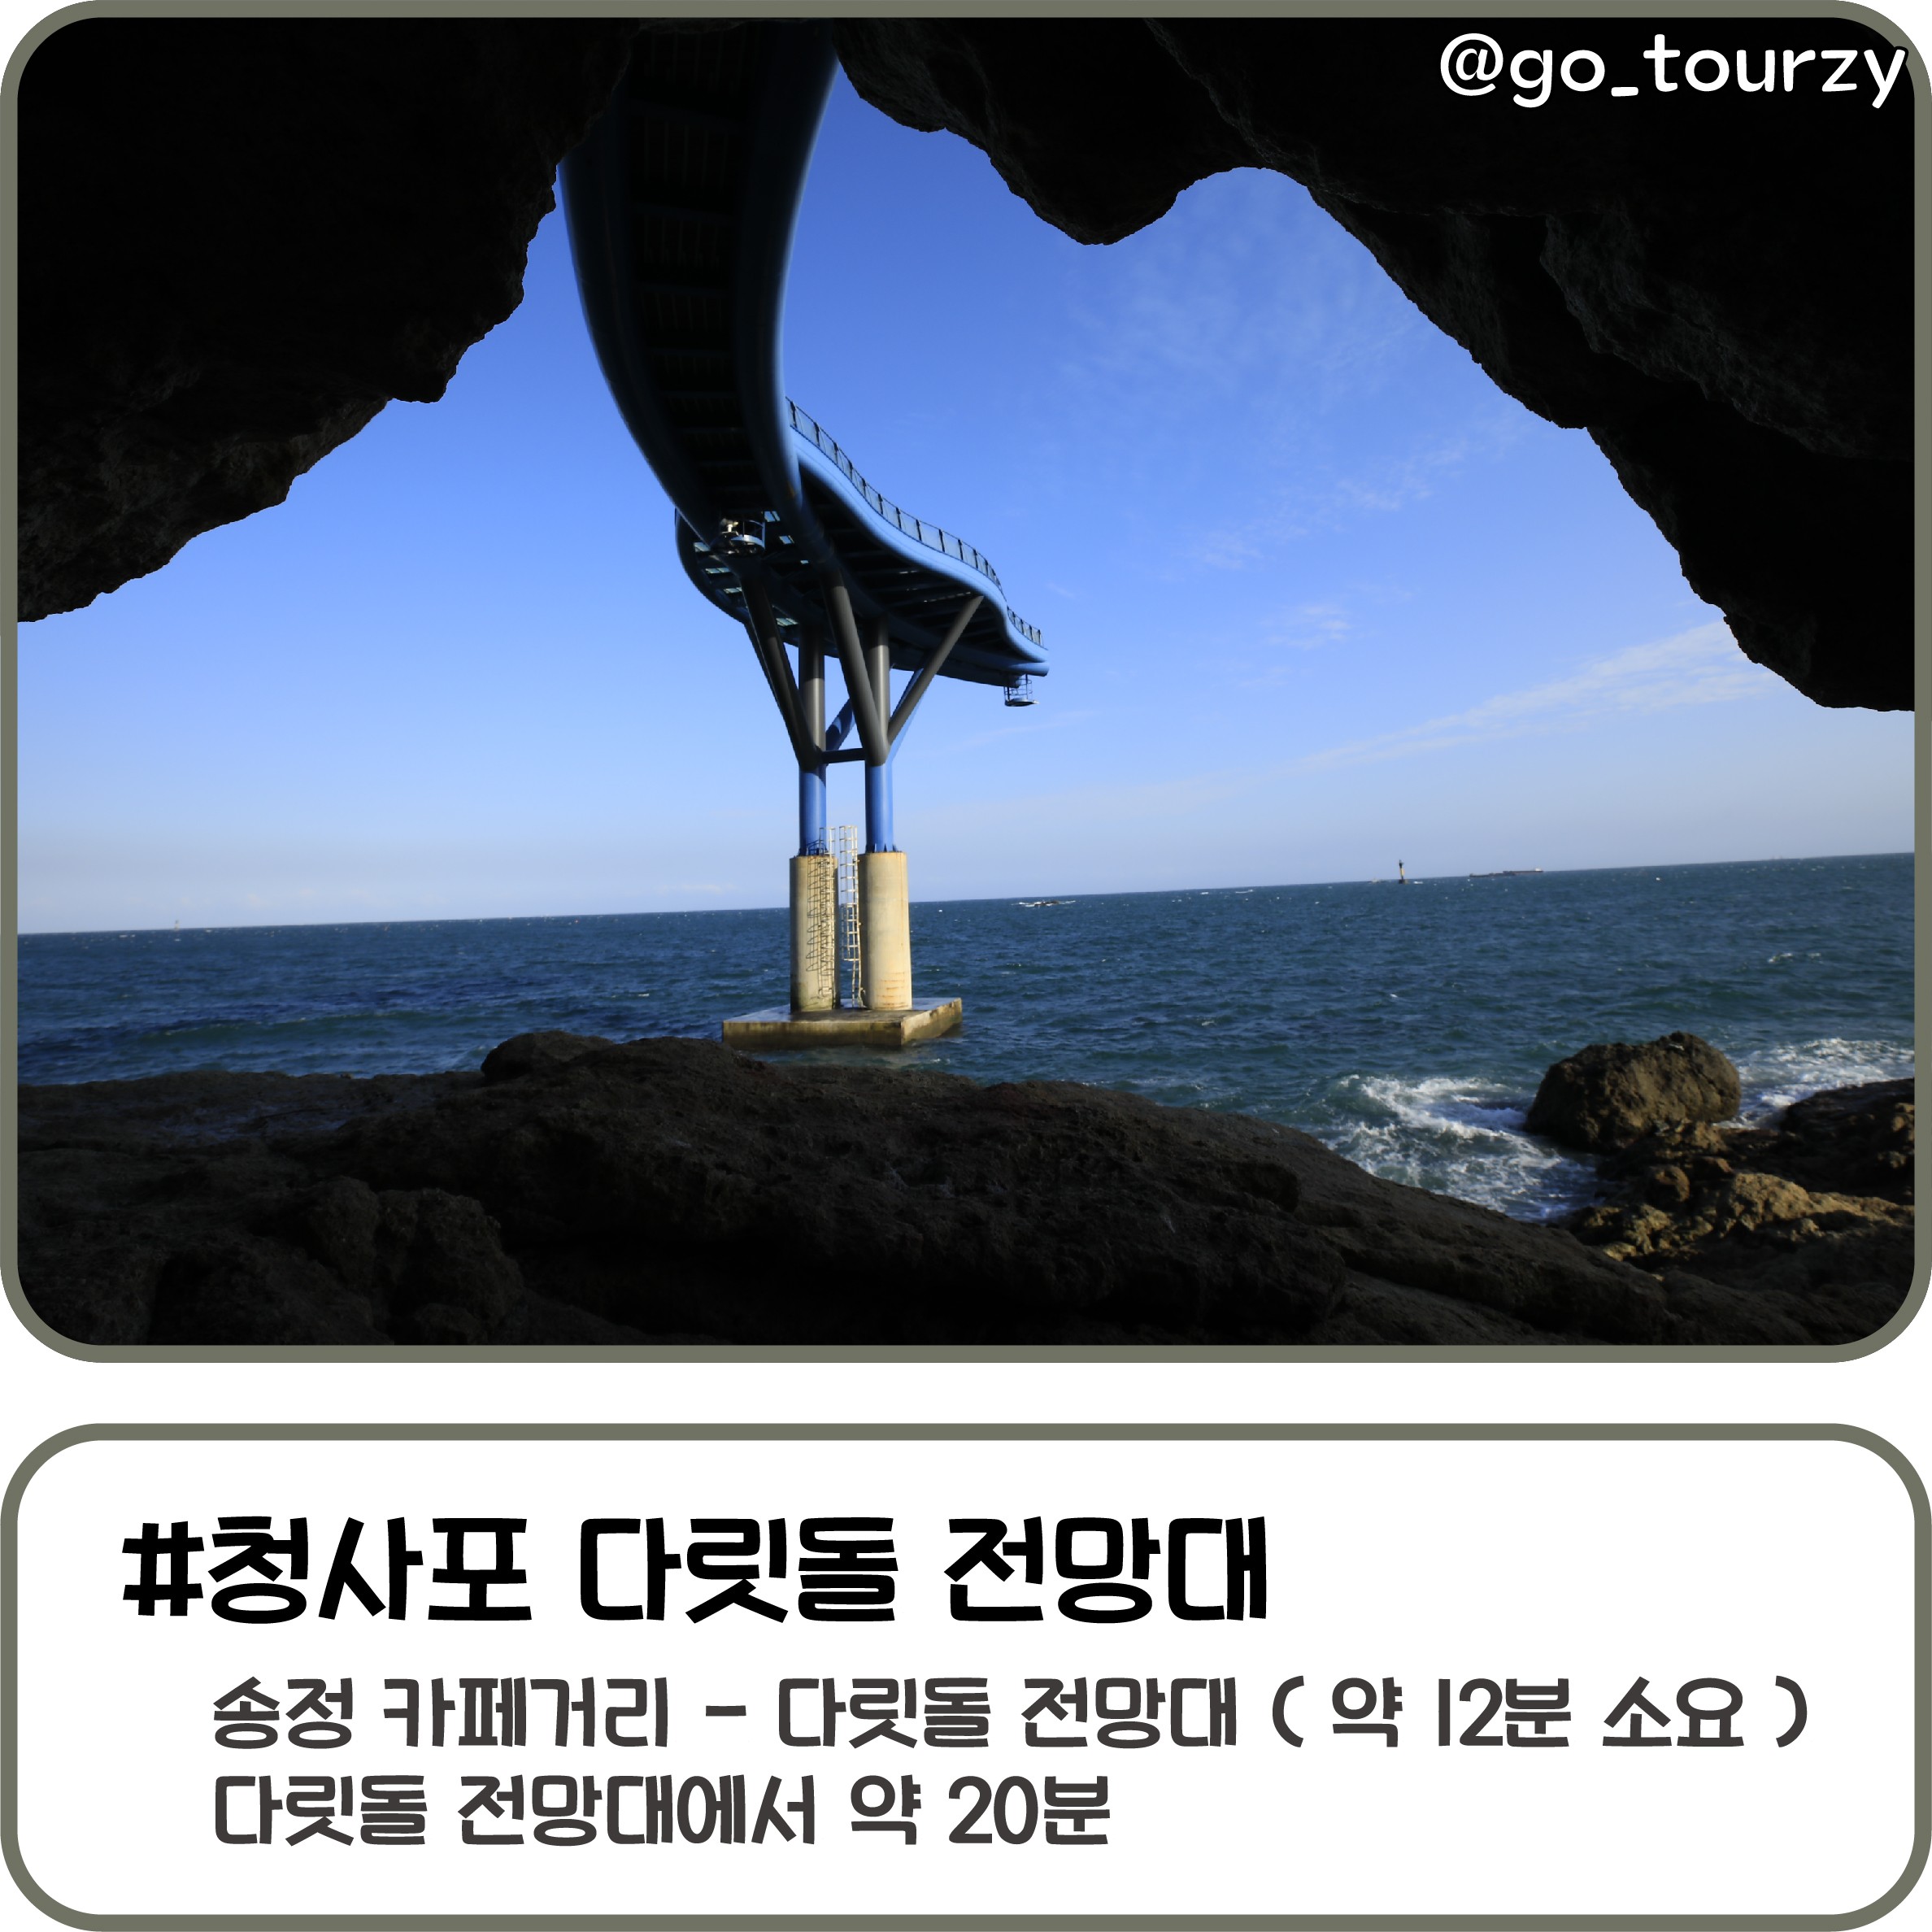 @go_tourzy
#청사포 다릿돌 전망대
송정 카페거리 - 다릿돌 전망대 ( 약 12분 소요 )
다릿돌 전망대에서 약 20분